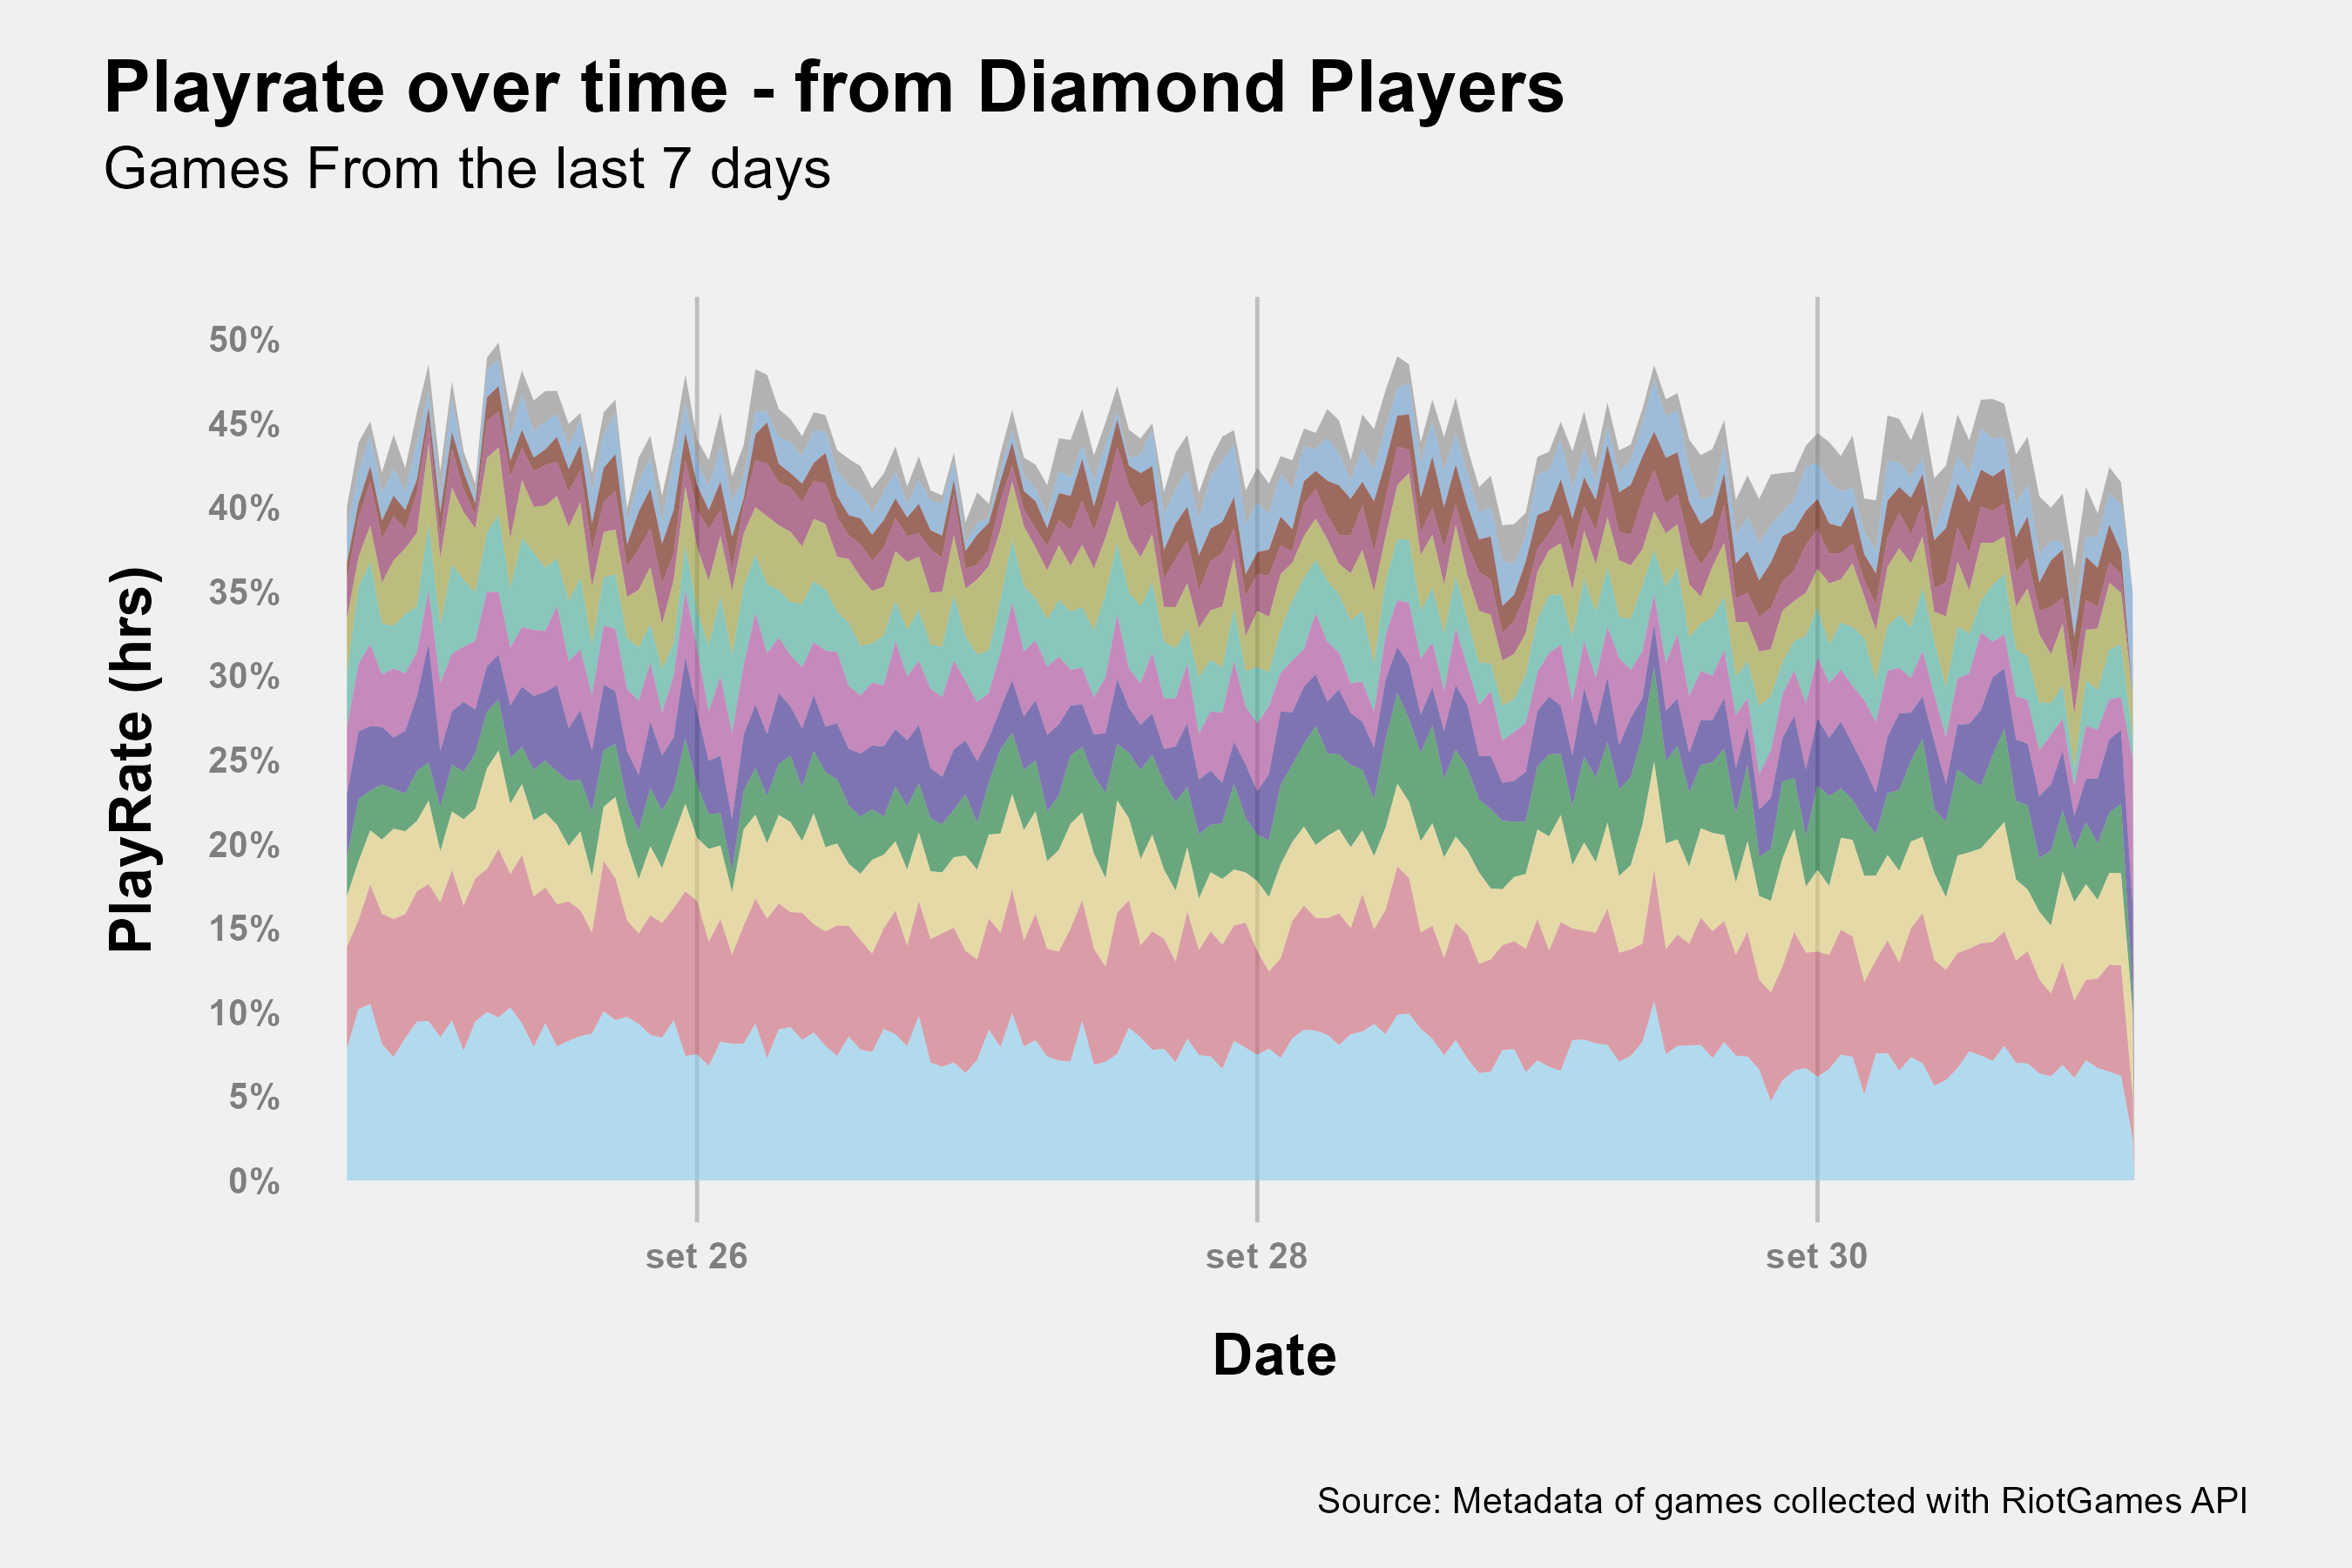 Playrate over time - from Diamond Players
Games From the last 7 days
PlayRate (hrs)
50%
45%
40%
35%
30%
25%
20%
15%
10%
5%
0%
set 26
set 28
set 30
Date
Source: Metadata of games collected with RiotGames API